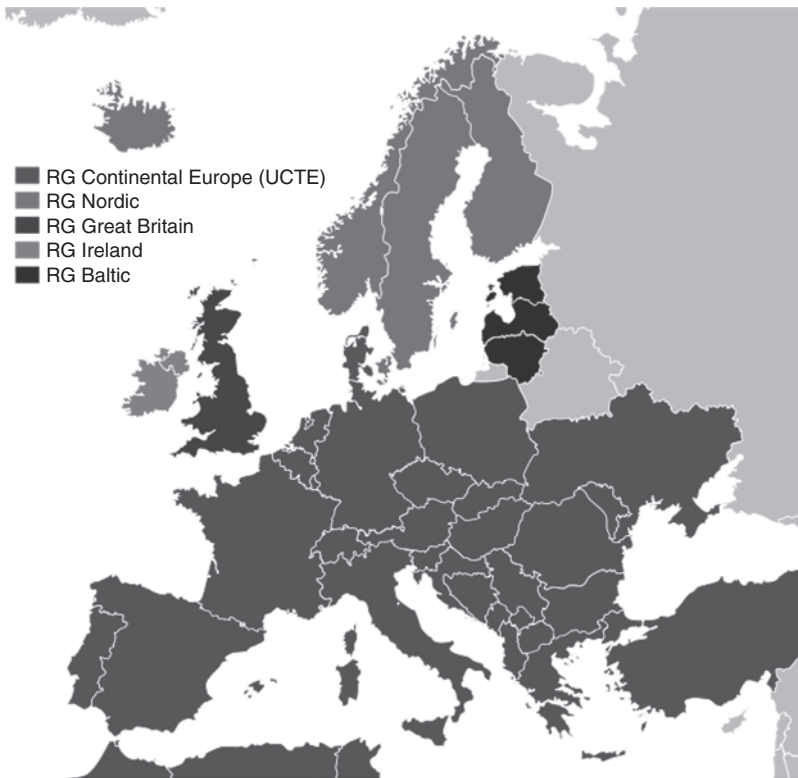 RG Continental Europe (UCTE)
RG Nordic
RG Great Britain
RG Ireland
RG Baltic